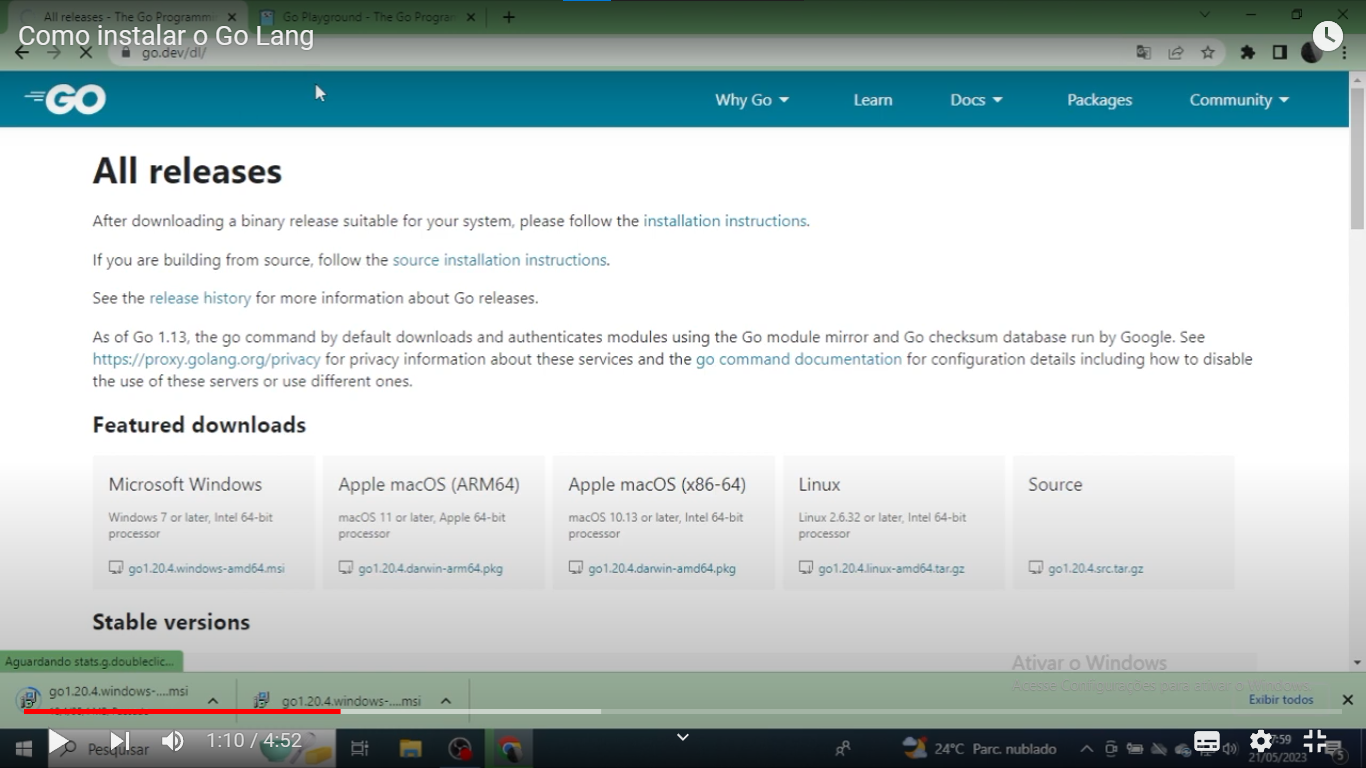 All releases - The Go Programmi
Go Playground - The Go Program
Como instalar o Go Lang
go.dev/dl/
GO
Why Go
Learn
Docs
Packages
Community
All releases
After downloading a binary release suitable for your system, please follow the installation instructions.
If you are building from source, follow the source installation instructions.
See the release history for more information about Go releases.
As of Go 1.13, the go command by default downloads and authenticates modules using the Go module mirror and Go checksum database run by Google. See
https://proxy.golang.org/privacy for privacy information about these services and the go command documentation for configuration details including how to disable
the use of these servers or use different ones.
Featured downloads
Microsoft Windows
Windows 7 or later, Intel 64-bit
processor
go1.20.4.windows-amd64.msi
Apple macOS (ARM64)
macOS 11 or later, Apple 64-bit
processor
go1.20.4.darwin-arm64.pkg
Apple macOS (x86-64)
macOS 10.13 or later, Intel 64-bit
processor
go1.20.4.darwin-amd64.pkg
Linux
Linux 2.6.32 or later, Intel 64-bit
processor
go1.20.4.linux-amd64.tar.gz
Source
go1.20.4.src.tar.gz
Stable versions
Aguardando stats.g.doubleclic...
Ativar o Windows
Acesse Configurações para ativar o Windows.
go1.20.4.windows-....msi
go1.20.4.windows-....msi
Exibir todos
Pesquisar
1:10 / 4:52
24°C Parc. nublado
7:59
21/05/2023
5